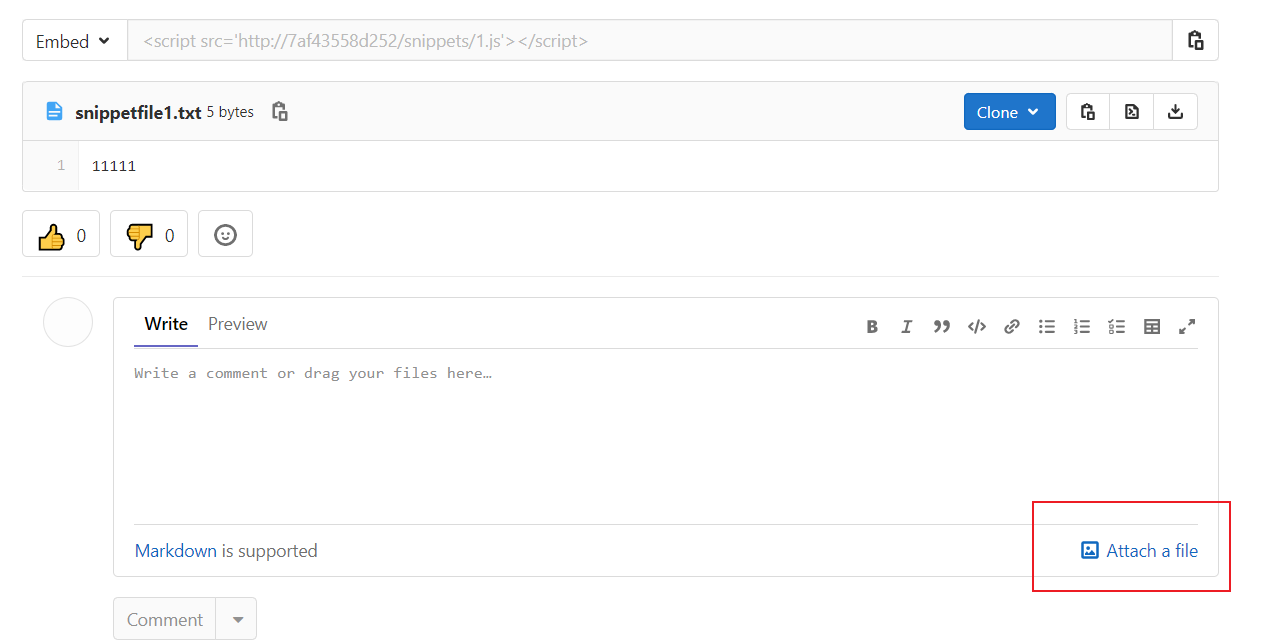 Embed <script src='http://7af43558d252/snippets/1.js'></script>
snippetfile1.txt 5 bytes Clone
1 11111
0 0
Write Preview
Write a comment or drag your files here…
Markdown is supported Attach a file
Comment